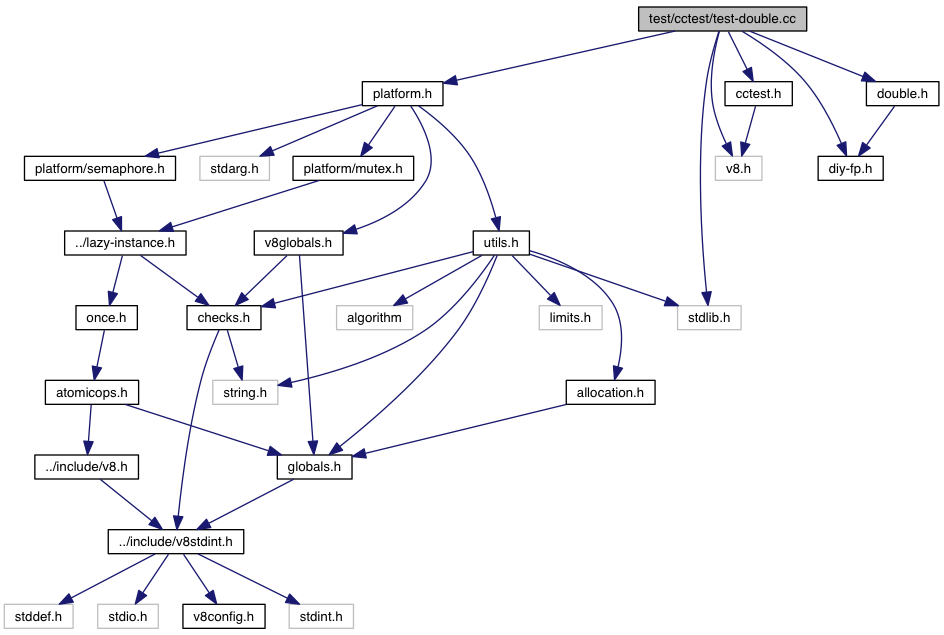 test/cctest/test-double.cc
platform.h
cctest.h
double.h
platform/semaphore.h
stdarg.h
platform/mutex.h
v8.h
diy-fp.h
../lazy-instance.h
v8globals.h
utils.h
once.h
checks.h
algorithm
limits.h
stdlib.h
atomicops.h
string.h
allocation.h
../include/v8.h
globals.h
../include/v8stdint.h
stddef.h
stdio.h
v8config.h
stdint.h